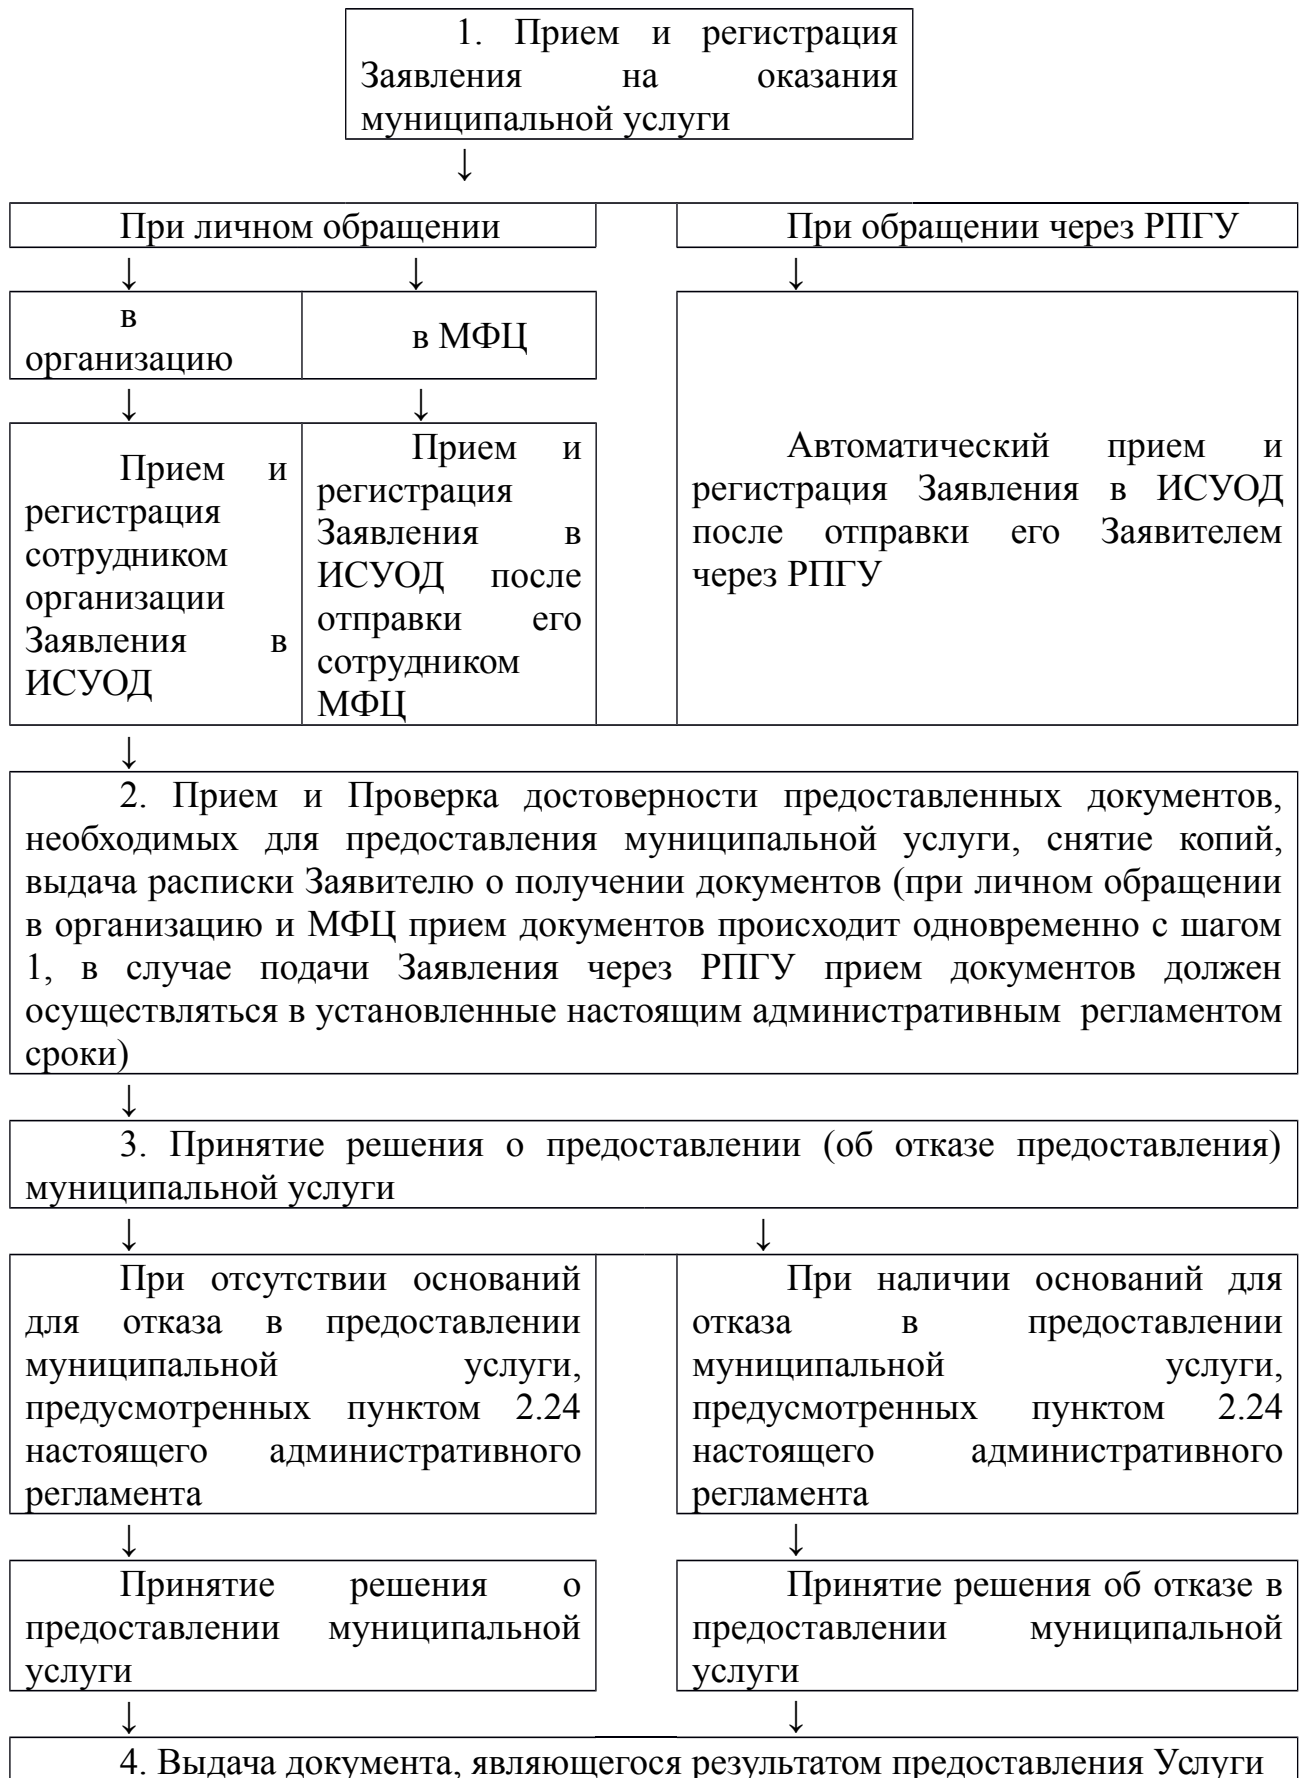 1. Прием и регистрация
Заявления на оказания
муниципальной услуги
↓
При личном обращении
При обращении через РПГУ
↓ ↓ ↓
в
организацию
в МФЦ
↓ ↓
Прием и
регистрация
сотрудником
организации
Заявления в
ИСУОД
Прием и
регистрация
Заявления в
ИСУОД после
отправки его
сотрудником
МФЦ
Автоматический прием и
регистрация Заявления в ИСУОД
после отправки его Заявителем
через РПГУ
↓
2. Прием и Проверка достоверности предоставленных документов,
необходимых для предоставления муниципальной услуги, снятие копий,
выдача расписки Заявителю о получении документов (при личном обращении
в организацию и МФЦ прием документов происходит одновременно с шагом
1, в случае подачи Заявления через РПГУ прием документов должен
осуществляться в установленные настоящим административным регламентом
сроки)
↓
3. Принятие решения о предоставлении (об отказе предоставления)
муниципальной услуги
↓ ↓
При отсутствии оснований
для отказа в предоставлении
муниципальной услуги,
предусмотренных пунктом 2.24
настоящего административного
регламента
При наличии оснований для
отказа в предоставлении
муниципальной услуги,
предусмотренных пунктом 2.24
настоящего административного
регламента
↓ ↓
Принятие решения о
предоставлении муниципальной
услуги
Принятие решения об отказе в
предоставлении муниципальной
услуги
↓ ↓
4. Выдача документа, являющегося результатом предоставления Услуги